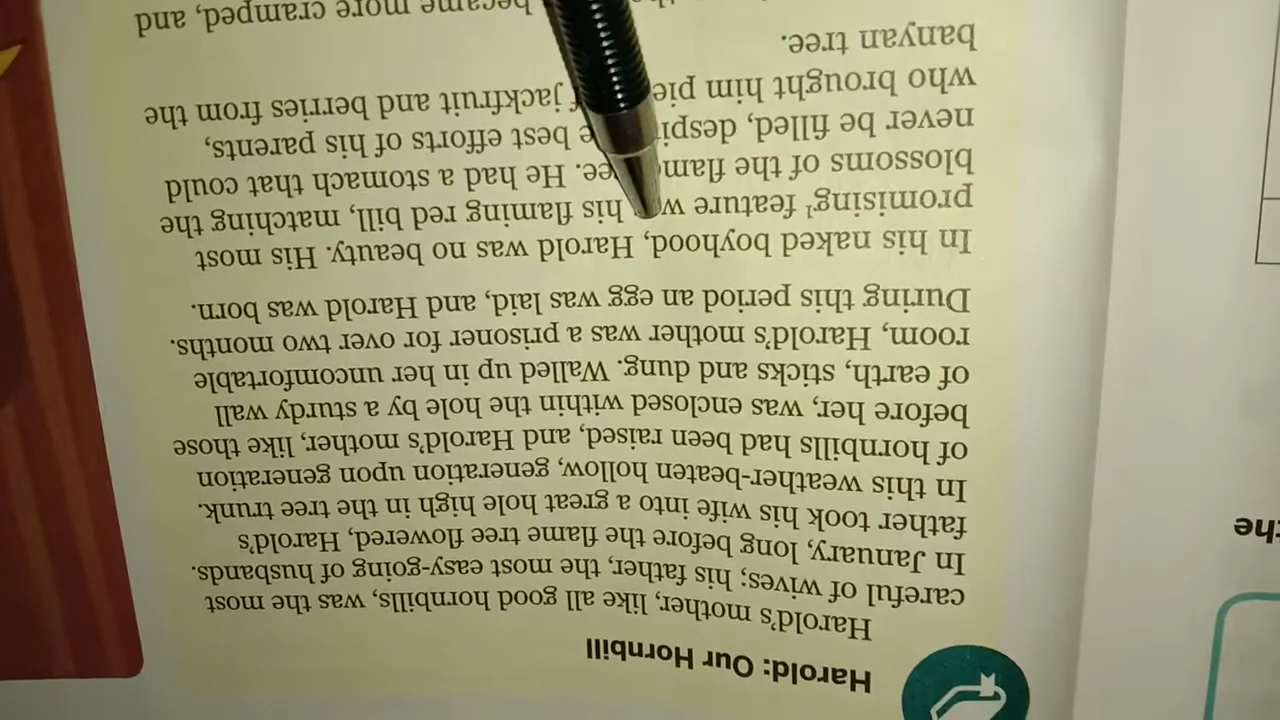 Harold: Our Hornbill
Harold's mother, like all good hornbills, was the most
careful of wives; his father, the most easy-going of husbands.
In January, long before the flame tree flowered, Harold's
father took his wife into a great hole high in the tree trunk.
In this weather-beaten hollow, generation upon generation
of hornbills had been raised, and Harold's mother, like those
before her, was enclosed within the hole by a sturdy wall
of earth, sticks and dung. Walled up in her uncomfortable
room, Harold's mother was a prisoner for over two months.
During this period an egg was laid, and Harold was born.
In his naked boyhood, Harold was no beauty. His most
promising¹ feature his flaming red bill, matching the
blossoms of the He had a stomach that could
never be filled, best efforts of his parents,
who brought him jackfruit and berries from the
banyan tree.
became more cramped, and